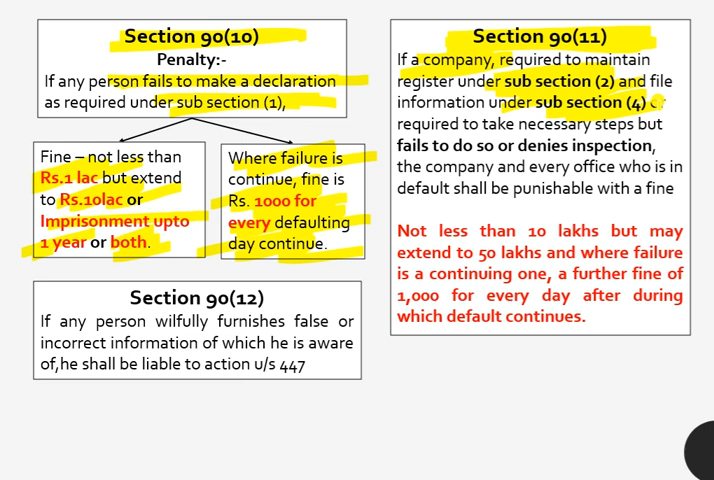 Section 90(10)
Penalty:-
If any person fails to make a declaration
as required under sub section (1),
Fine – not less than
Rs.1 lac but extend
to Rs.10lac or
Imprisonment upto
1 year or both.
Where failure is
continue, fine is
Rs. 1000 for
every defaulting
day continue.
Section 90(12)
If any person wilfully furnishes false or
incorrect information of which he is aware
of,he shall be liable to action u/s 447
Section 90(11)
If a company, required to maintain
register under sub section (2) and file
information under sub section (4) or
required to take necessary steps but
fails to do so or denies inspection,
the company and every office who is in
default shall be punishable with a fine
Not less than 10 lakhs but may
extend to 50 lakhs and where failure
is a continuing one, a further fine of
1,000 for every day after during
which default continues.